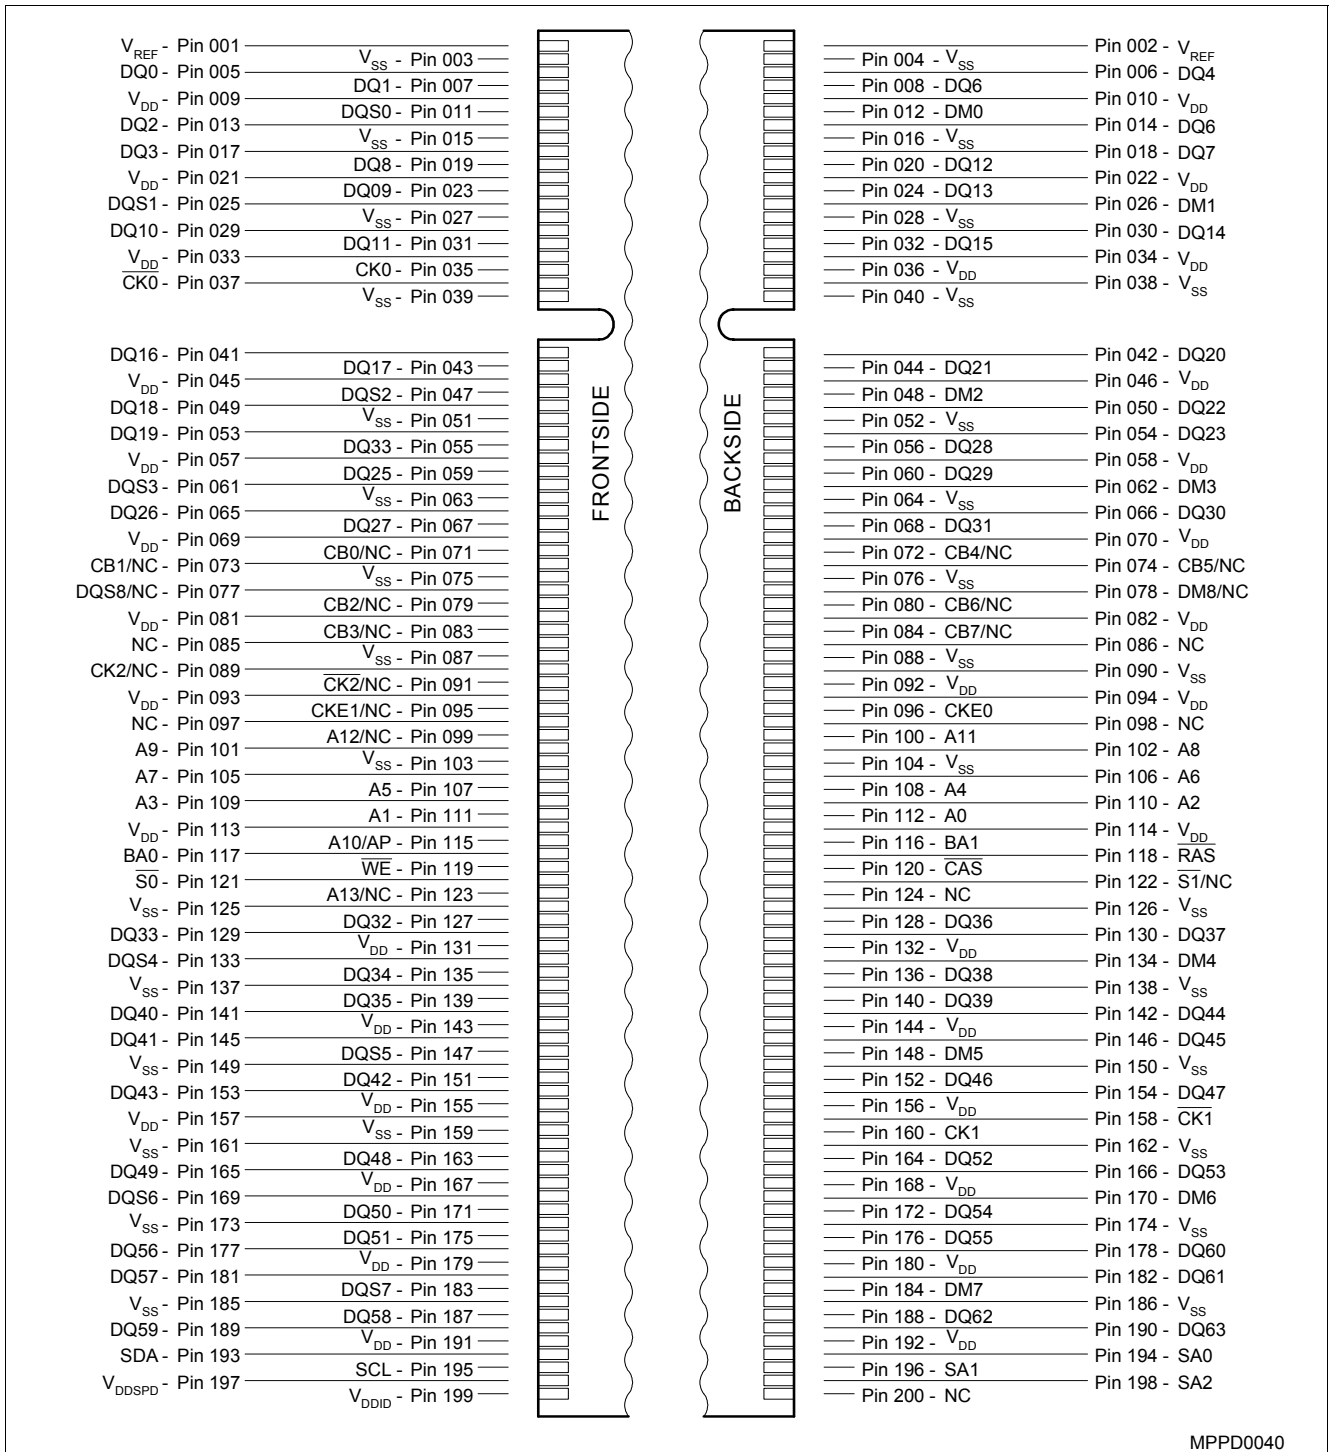 V_REF - Pin 001
V_SS - Pin 003
DQ0 - Pin 005
DQ1 - Pin 007
V_DD - Pin 009
DQS0 - Pin 011
DQ2 - Pin 013
V_SS - Pin 015
DQ3 - Pin 017
DQ8 - Pin 019
V_DD - Pin 021
DQ09 - Pin 023
DQS1 - Pin 025
V_SS - Pin 027
DQ10 - Pin 029
DQ11 - Pin 031
V_DD - Pin 033
CK0 - Pin 035
C̅K̅0̅ - Pin 037
V_SS - Pin 039
DQ16 - Pin 041
DQ17 - Pin 043
V_DD - Pin 045
DQS2 - Pin 047
DQ18 - Pin 049
V_SS - Pin 051
DQ19 - Pin 053
DQ33 - Pin 055
V_DD - Pin 057
DQ25 - Pin 059
DQS3 - Pin 061
V_SS - Pin 063
DQ26 - Pin 065
DQ27 - Pin 067
V_DD - Pin 069
CB0/NC - Pin 071
CB1/NC - Pin 073
V_SS - Pin 075
DQS8/NC - Pin 077
CB2/NC - Pin 079
V_DD - Pin 081
CB3/NC - Pin 083
NC - Pin 085
V_SS - Pin 087
CK2/NC - Pin 089
C̅K̅2̅/NC - Pin 091
V_DD - Pin 093
CKE1/NC - Pin 095
NC - Pin 097
A12/NC - Pin 099
A9 - Pin 101
V_SS - Pin 103
A7 - Pin 105
A5 - Pin 107
A3 - Pin 109
A1 - Pin 111
V_DD - Pin 113
A10/AP - Pin 115
BA0 - Pin 117
W̅E̅ - Pin 119
S̅0̅ - Pin 121
A13/NC - Pin 123
V_SS - Pin 125
DQ32 - Pin 127
DQ33 - Pin 129
V_DD - Pin 131
DQS4 - Pin 133
DQ34 - Pin 135
V_SS - Pin 137
DQ35 - Pin 139
DQ40 - Pin 141
V_DD - Pin 143
DQ41 - Pin 145
DQS5 - Pin 147
V_SS - Pin 149
DQ42 - Pin 151
DQ43 - Pin 153
V_DD - Pin 155
V_DD - Pin 157
V_SS - Pin 159
V_SS - Pin 161
DQ48 - Pin 163
DQ49 - Pin 165
V_DD - Pin 167
DQS6 - Pin 169
DQ50 - Pin 171
V_SS - Pin 173
DQ51 - Pin 175
DQ56 - Pin 177
V_DD - Pin 179
DQ57 - Pin 181
DQS7 - Pin 183
V_SS - Pin 185
DQ58 - Pin 187
DQ59 - Pin 189
V_DD - Pin 191
SDA - Pin 193
SCL - Pin 195
V_DDSPD - Pin 197
V_DDID - Pin 199
FRONTSIDE
BACKSIDE
Pin 002 - V_REF
Pin 004 - V_SS
Pin 006 - DQ4
Pin 008 - DQ6
Pin 010 - V_DD
Pin 012 - DM0
Pin 014 - DQ6
Pin 016 - V_SS
Pin 018 - DQ7
Pin 020 - DQ12
Pin 022 - V_DD
Pin 024 - DQ13
Pin 026 - DM1
Pin 028 - V_SS
Pin 030 - DQ14
Pin 032 - DQ15
Pin 034 - V_DD
Pin 036 - V_DD
Pin 038 - V_SS
Pin 040 - V_SS
Pin 042 - DQ20
Pin 044 - DQ21
Pin 046 - V_DD
Pin 048 - DM2
Pin 050 - DQ22
Pin 052 - V_SS
Pin 054 - DQ23
Pin 056 - DQ28
Pin 058 - V_DD
Pin 060 - DQ29
Pin 062 - DM3
Pin 064 - V_SS
Pin 066 - DQ30
Pin 068 - DQ31
Pin 070 - V_DD
Pin 072 - CB4/NC
Pin 074 - CB5/NC
Pin 076 - V_SS
Pin 078 - DM8/NC
Pin 080 - CB6/NC
Pin 082 - V_DD
Pin 084 - CB7/NC
Pin 086 - NC
Pin 088 - V_SS
Pin 090 - V_SS
Pin 092 - V_DD
Pin 094 - V_DD
Pin 096 - CKE0
Pin 098 - NC
Pin 100 - A11
Pin 102 - A8
Pin 104 - V_SS
Pin 106 - A6
Pin 108 - A4
Pin 110 - A2
Pin 112 - A0
Pin 114 - V_DD
Pin 116 - BA1
Pin 118 - R̅A̅S̅
Pin 120 - C̅A̅S̅
Pin 122 - S̅1̅/NC
Pin 124 - NC
Pin 126 - V_SS
Pin 128 - DQ36
Pin 130 - DQ37
Pin 132 - V_DD
Pin 134 - DM4
Pin 136 - DQ38
Pin 138 - V_SS
Pin 140 - DQ39
Pin 142 - DQ44
Pin 144 - V_DD
Pin 146 - DQ45
Pin 148 - DM5
Pin 150 - V_SS
Pin 152 - DQ46
Pin 154 - DQ47
Pin 156 - V_DD
Pin 158 - C̅K̅1̅
Pin 160 - CK1
Pin 162 - V_SS
Pin 164 - DQ52
Pin 166 - DQ53
Pin 168 - V_DD
Pin 170 - DM6
Pin 172 - DQ54
Pin 174 - V_SS
Pin 176 - DQ55
Pin 178 - DQ60
Pin 180 - V_DD
Pin 182 - DQ61
Pin 184 - DM7
Pin 186 - V_SS
Pin 188 - DQ62
Pin 190 - DQ63
Pin 192 - V_DD
Pin 194 - SA0
Pin 196 - SA1
Pin 198 - SA2
Pin 200 - NC
MPPD0040